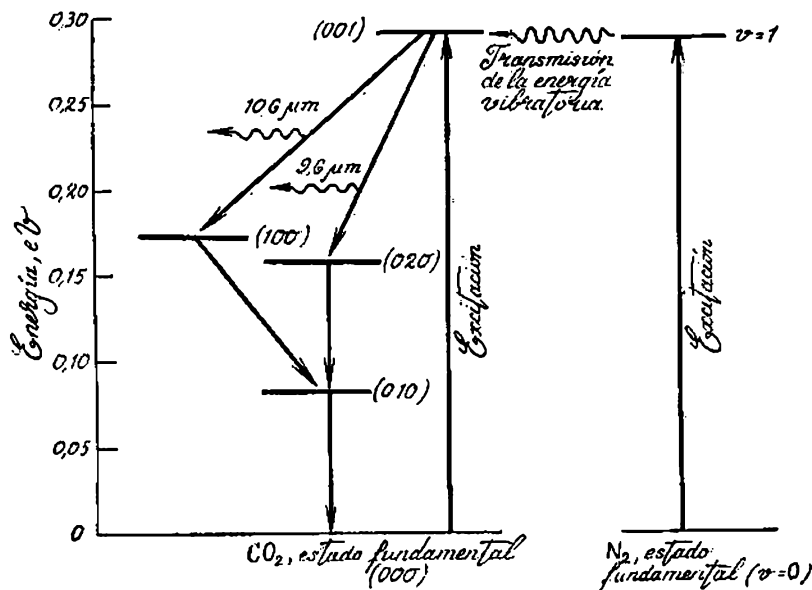 0,30
0,25
0,20
0,15
0,10
0,05
0
Energía, eV
(001)
10,6 μm
9,6 μm
(100)
(020)
(010)
Excitación
Transmisión
de la energía
vibratoria.
v=1
Excitación
CO₂, estado fundamental
(000)
N₂, estado
fundamental (v=0)